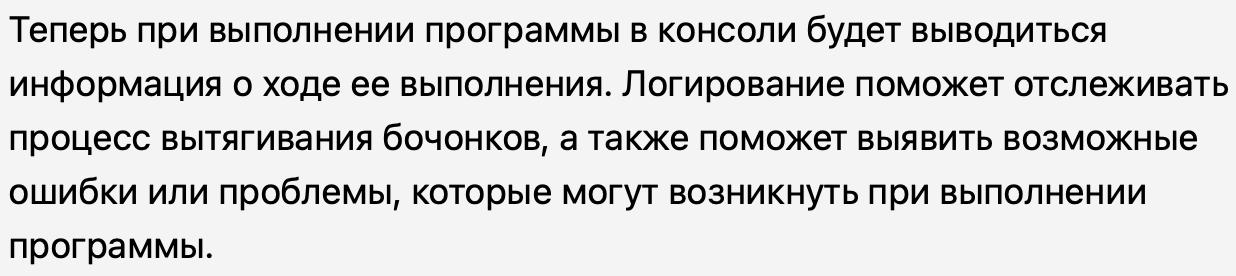 Теперь при выполнении программы в консоли будет выводиться
информация о ходе ее выполнения. Логирование поможет отслеживать
процесс вытягивания бочонков, а также поможет выявить возможные
ошибки или проблемы, которые могут возникнуть при выполнении
программы.